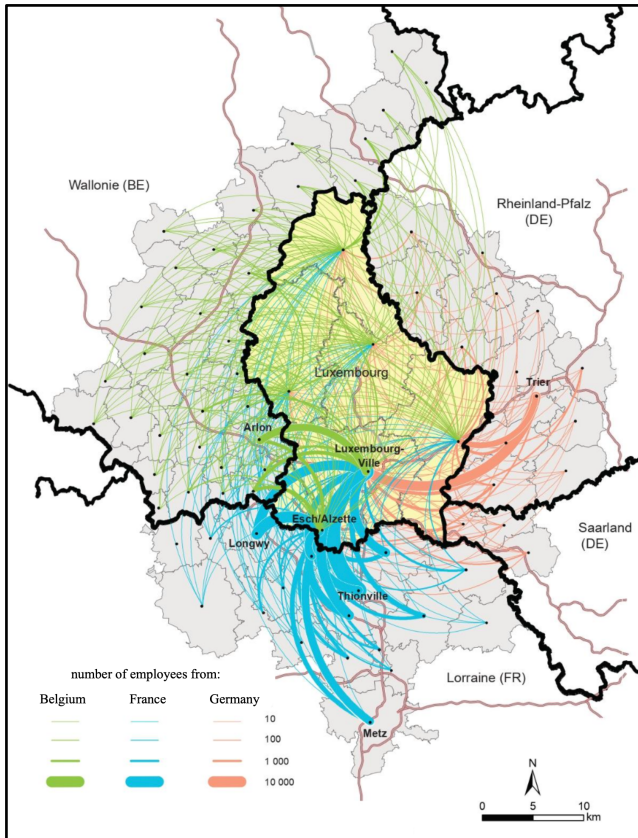 Wallonie (BE)
Rheinland-Pfalz
(DE)
Luxembourg
Trier
Arlon
Luxembourg-
Ville
Esch/Alzette
Longwy
Saarland
(DE)
Thionville
Lorraine (FR)
Metz
number of employees from:
Belgium France Germany
10
100
1 000
10 000
N
0 5 10
km